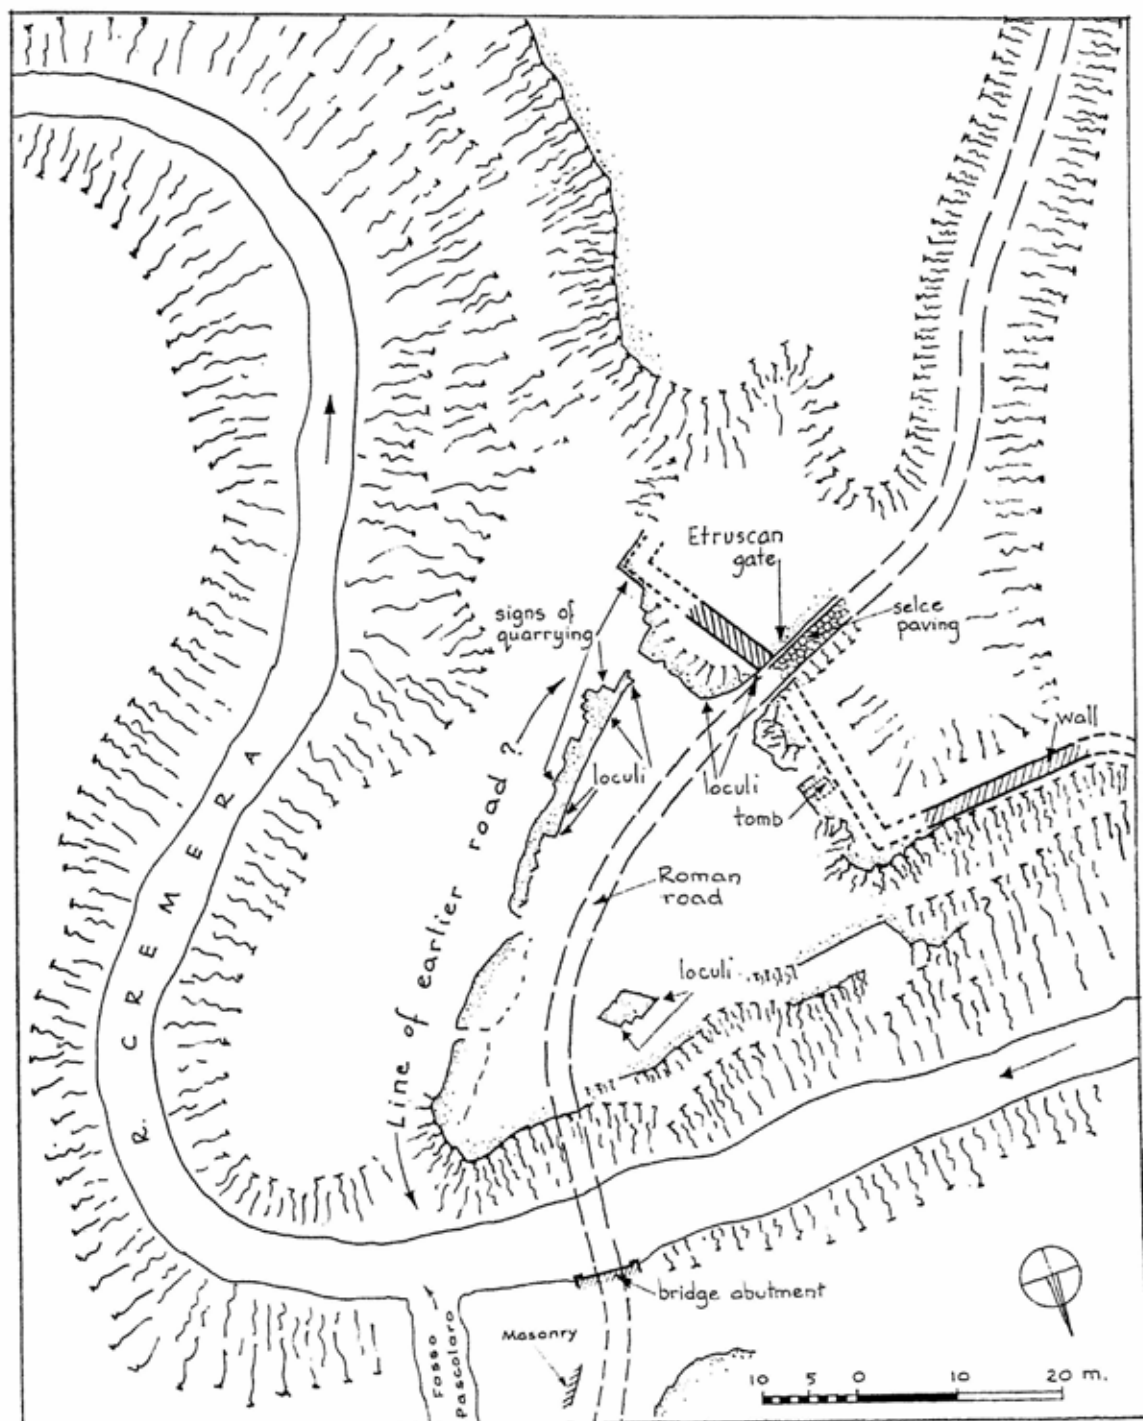 Etruscan
gate
selce
paving
signs of
quarrying
wall
loculi
loculi
tomb
Line of earlier road ?
Roman
road
loculi
R. CREMERA
bridge abutment
Masonry
Fosso
Pascolaro
10 5 0 10 20 m.